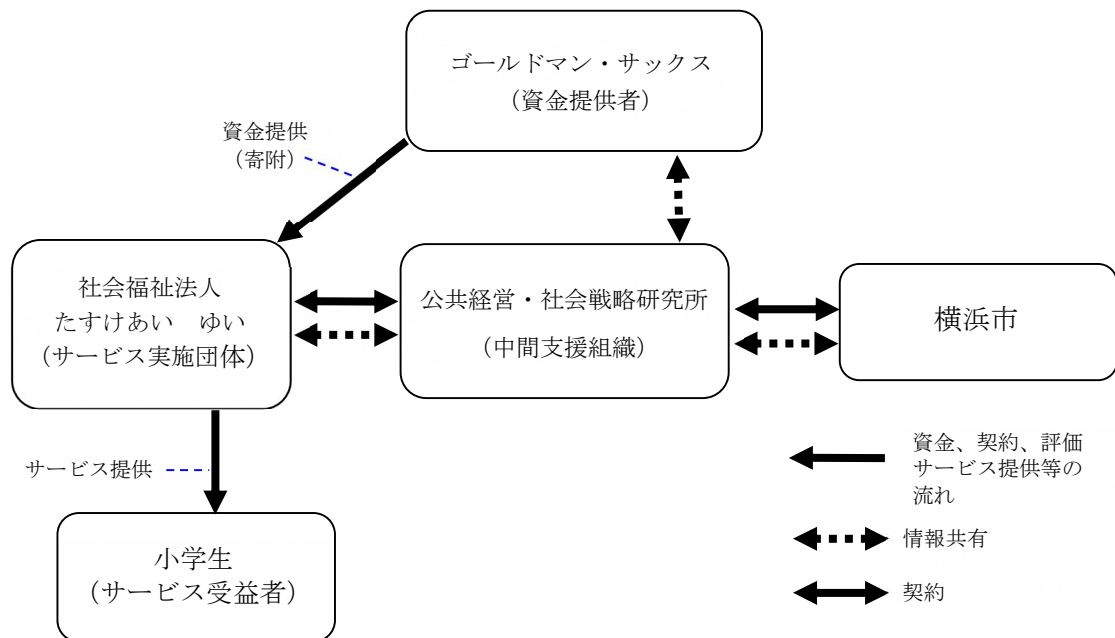 ゴールドマン・サックス
（資金提供者）
資金提供
（寄附）
社会福祉法人
たすけあい　ゆい
（サービス実施団体）
公共経営・社会戦略研究所
（中間支援組織）
横浜市
サービス提供
小学生
（サービス受益者）
資金、契約、評価
サービス提供等の
流れ
情報共有
契約